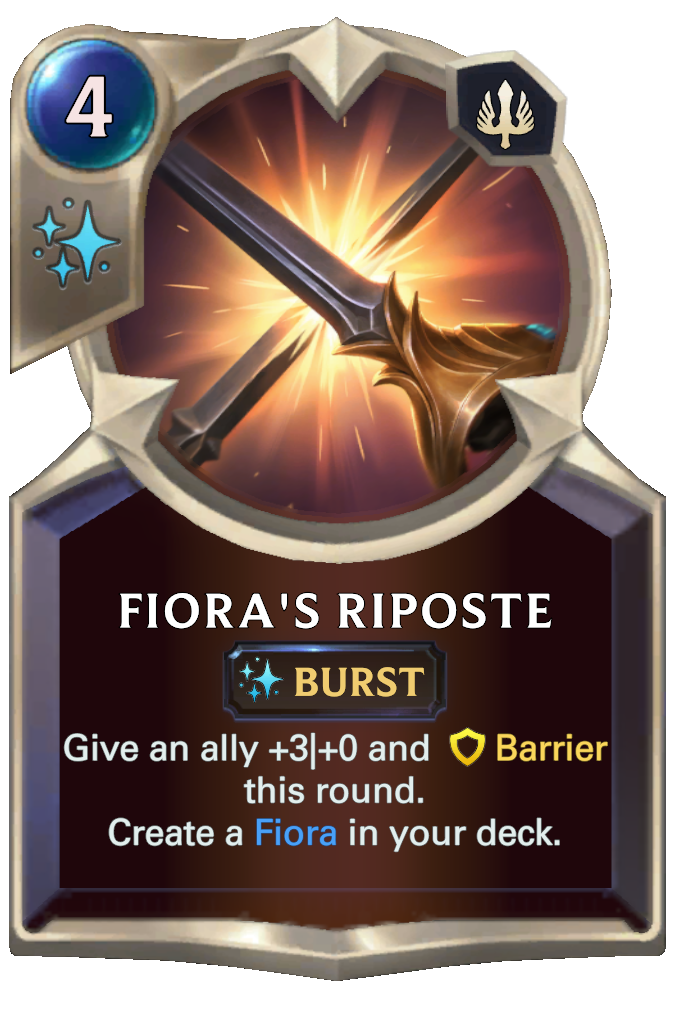 4
FIORA'S RIPOSTE
BURST
Give an ally +3|+0 and Barrier
this round.
Create a Fiora in your deck.